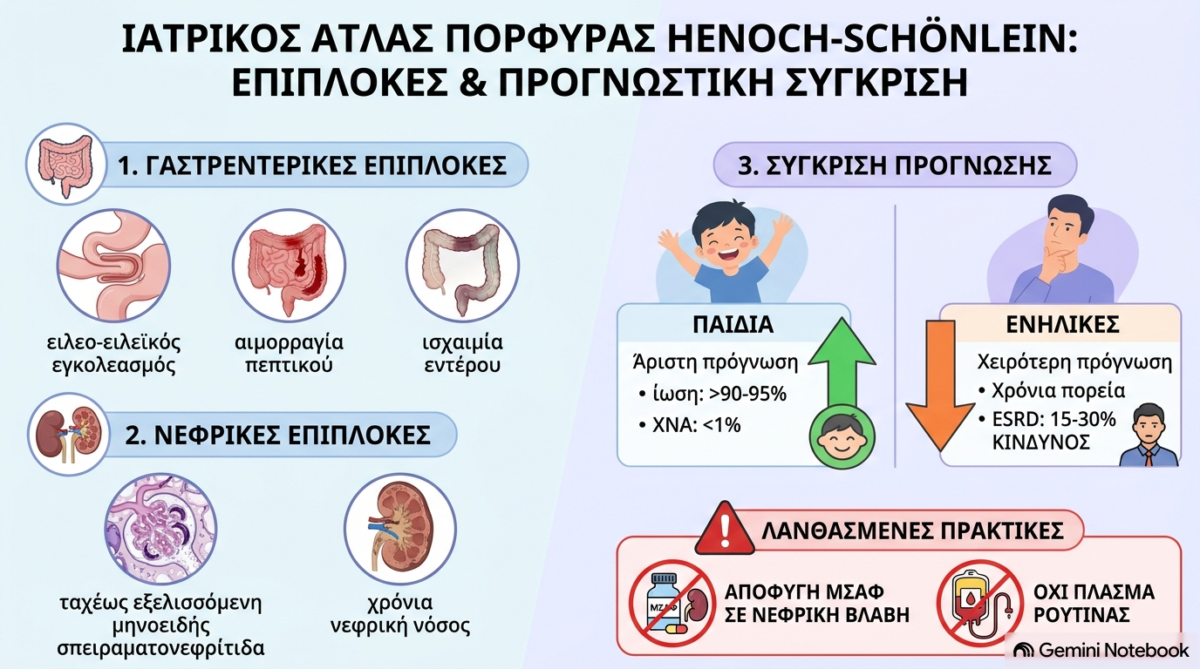 ΙΑΤΡΙΚΟΣ ΑΤΛΑΣ ΠΟΡΦΥΡΑΣ HENOCH-SCHÖNLEIN:
ΕΠΙΠΛΟΚΕΣ & ΠΡΟΓΝΩΣΤΙΚΗ ΣΥΓΚΡΙΣΗ
1. ΓΑΣΤΡΕΝΤΕΡΙΚΕΣ ΕΠΙΠΛΟΚΕΣ
ειλεο-ειλεϊκός
εγκολεασμός
αιμορραγία
πεπτικού
ισχαιμία
εντέρου
2. ΝΕΦΡΙΚΕΣ ΕΠΙΠΛΟΚΕΣ
ταχέως εξελισσόμενη
μηνοειδής
σπειραματονεφρίτιδα
χρόνια
νεφρική νόσος
3. ΣΥΓΚΡΙΣΗ ΠΡΟΓΝΩΣΗΣ
ΠΑΙΔΙΑ
Άριστη πρόγνωση
• ίωση: >90-95%
• ΧΝΑ: <1%
ΕΝΗΛΙΚΕΣ
Χειρότερη πρόγνωση
• Χρόνια πορεία
• ESRD: 15-30%
ΚΙΝΔΥΝΟΣ
ΛΑΝΘΑΣΜΕΝΕΣ ΠΡΑΚΤΙΚΕΣ
ΜΣΑΦ
ΑΠΟΦΥΓΗ ΜΣΑΦ
ΣΕ ΝΕΦΡΙΚΗ ΒΛΑΒΗ
ΟΧΙ ΠΛΑΣΜΑ
ΡΟΥΤΙΝΑΣ
Gemini Notebook